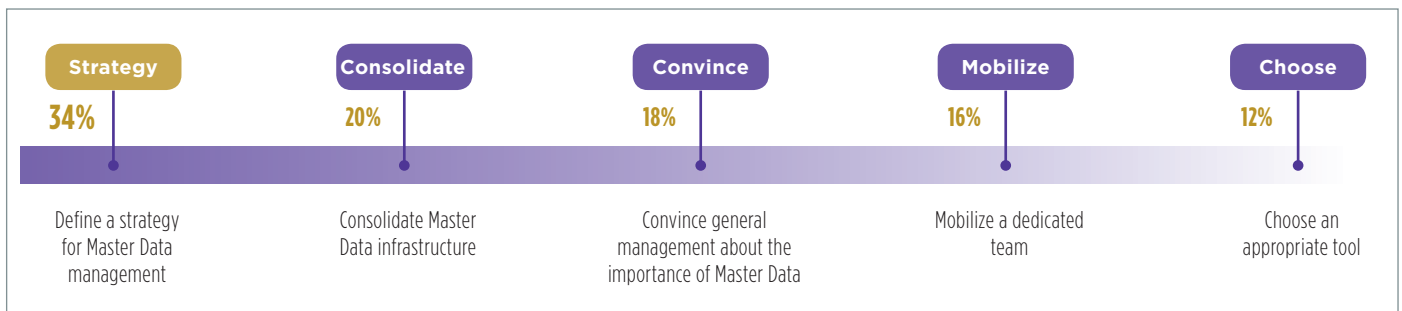 Strategy
Consolidate
Convince
Mobilize
Choose
34%
20%
18%
16%
12%
Define a strategy
for Master Data
management
Consolidate Master
Data infrastructure
Convince general
management about the
importance of Master Data
Mobilize a dedicated
team
Choose an
appropriate tool